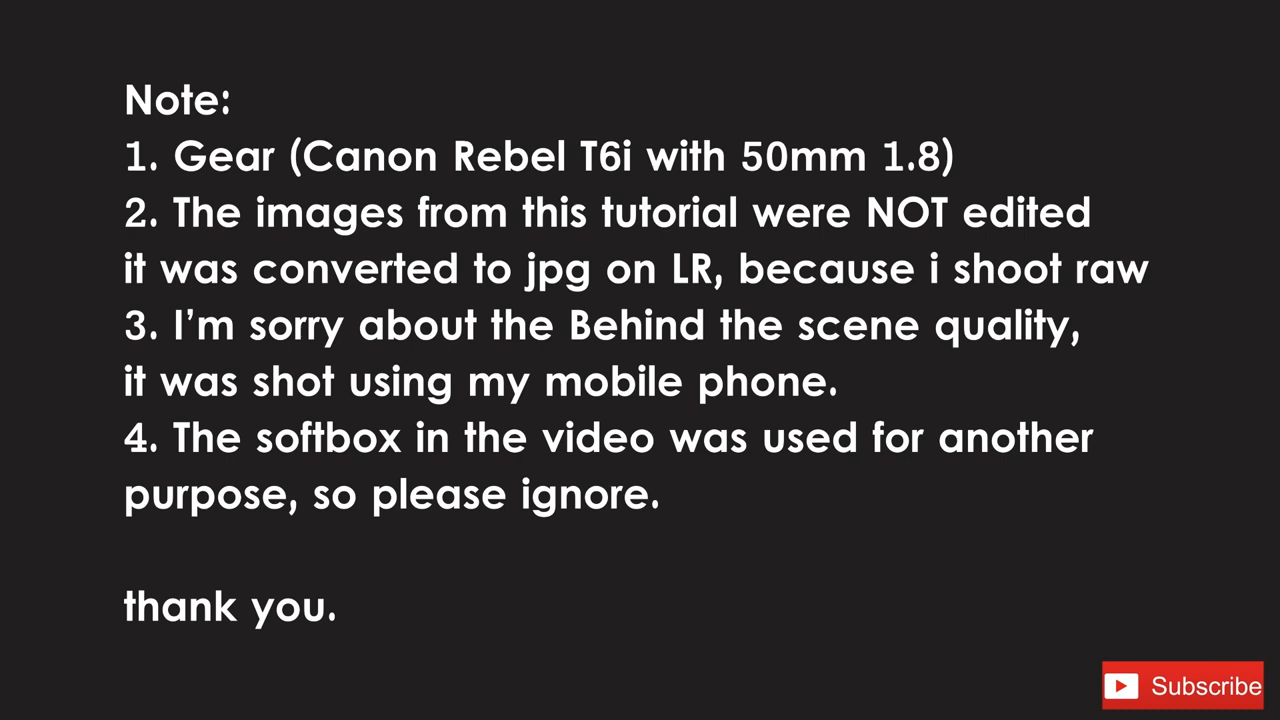 Note:
1. Gear (Canon Rebel T6i with 50mm 1.8)
2. The images from this tutorial were NOT edited
it was converted to jpg on LR, because i shoot raw
3. I’m sorry about the Behind the scene quality,
it was shot using my mobile phone.
4. The softbox in the video was used for another
purpose, so please ignore.
thank you.
Subscribe